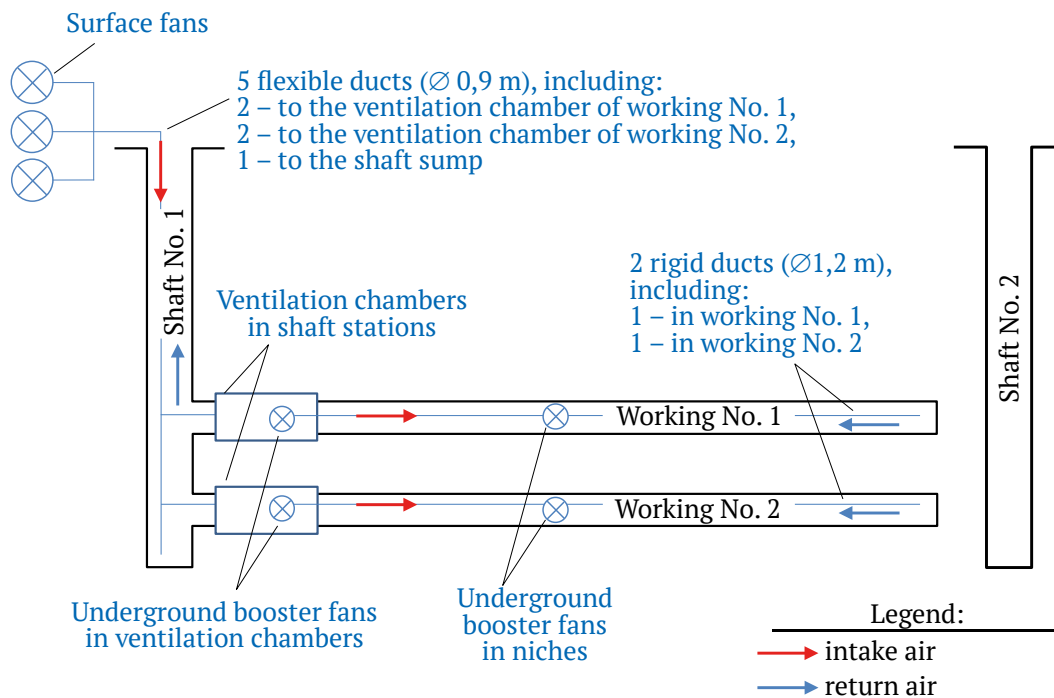 Surface fans
5 flexible ducts (∅ 0,9 m), including:
2 – to the ventilation chamber of working No. 1,
2 – to the ventilation chamber of working No. 2,
1 – to the shaft sump
Shaft No. 1
Ventilation chambers
in shaft stations
2 rigid ducts (∅1,2 m),
including:
1 – in working No. 1,
1 – in working No. 2
Shaft No. 2
Working No. 1
Working No. 2
Underground booster fans
in ventilation chambers
Underground
booster fans
in niches
Legend:
intake air
return air